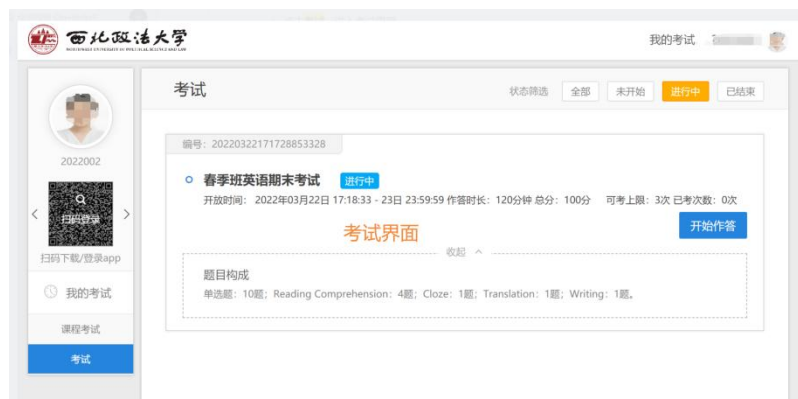 西北政法大学
我的考试
考试
状态筛选 全部 未开始 进行中 已结束
编号：20220322171728853328
2022002
春季班英语期末考试 进行中
开放时间： 2022年03月22日 17:18:33 - 23日 23:59:59 作答时长：120分钟 总分：100分 可考上限：3次 已考次数：0次
扫码登录
开始作答
考试界面
收起
扫码下载/登录app
题目构成
单选题：10题；Reading Comprehension：4题；Cloze：1题；Translation：1题；Writing：1题。
我的考试
课程考试
考试